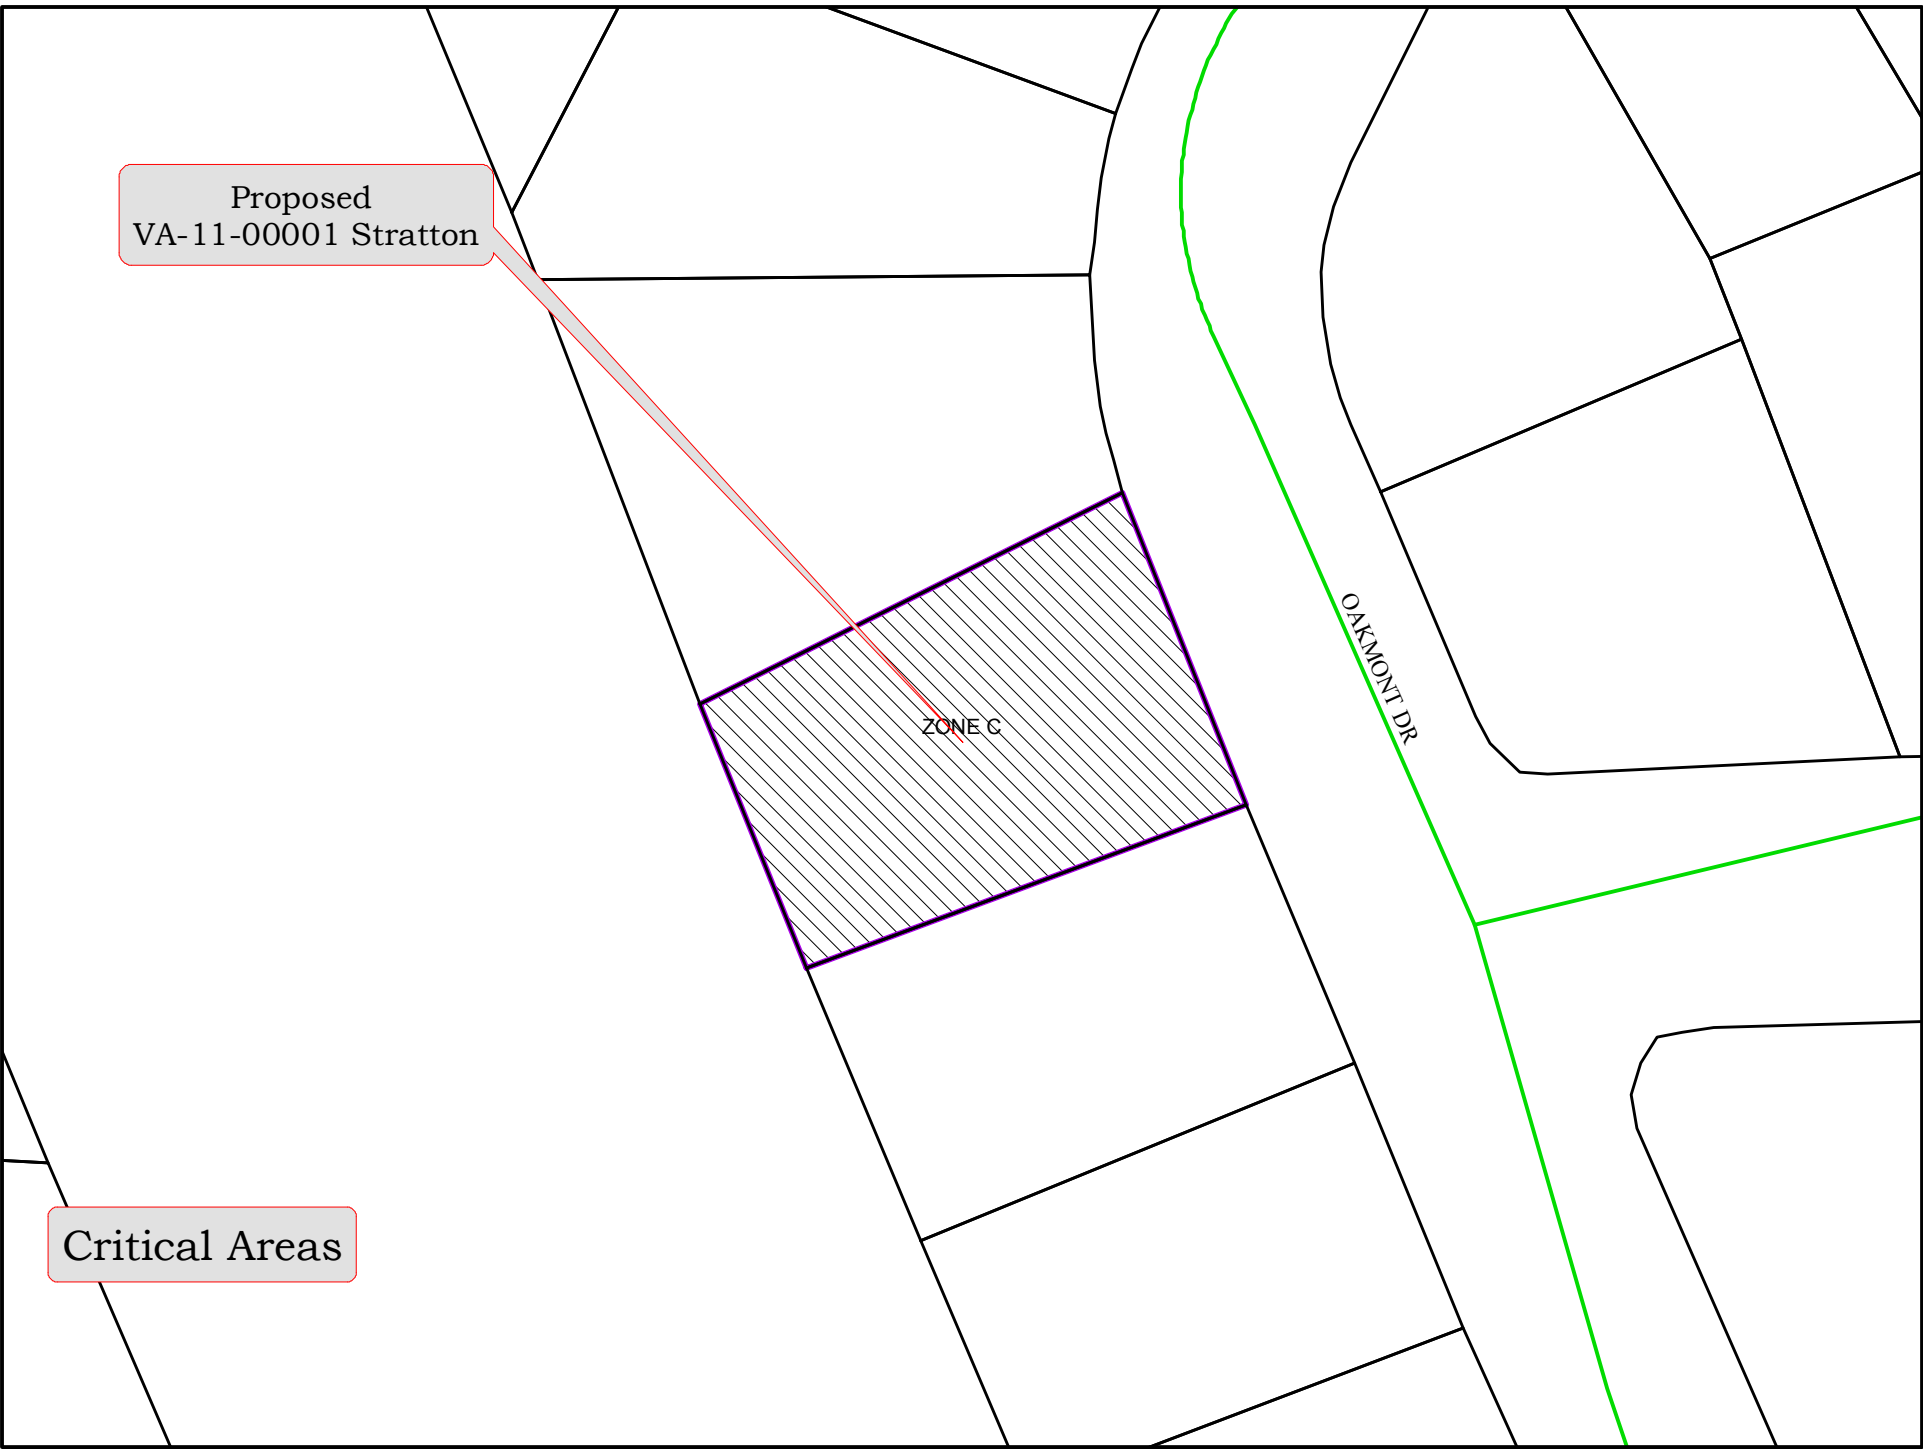 Proposed
VA-11-00001 Stratton
OAKMONT DR
ZONE C
Critical Areas